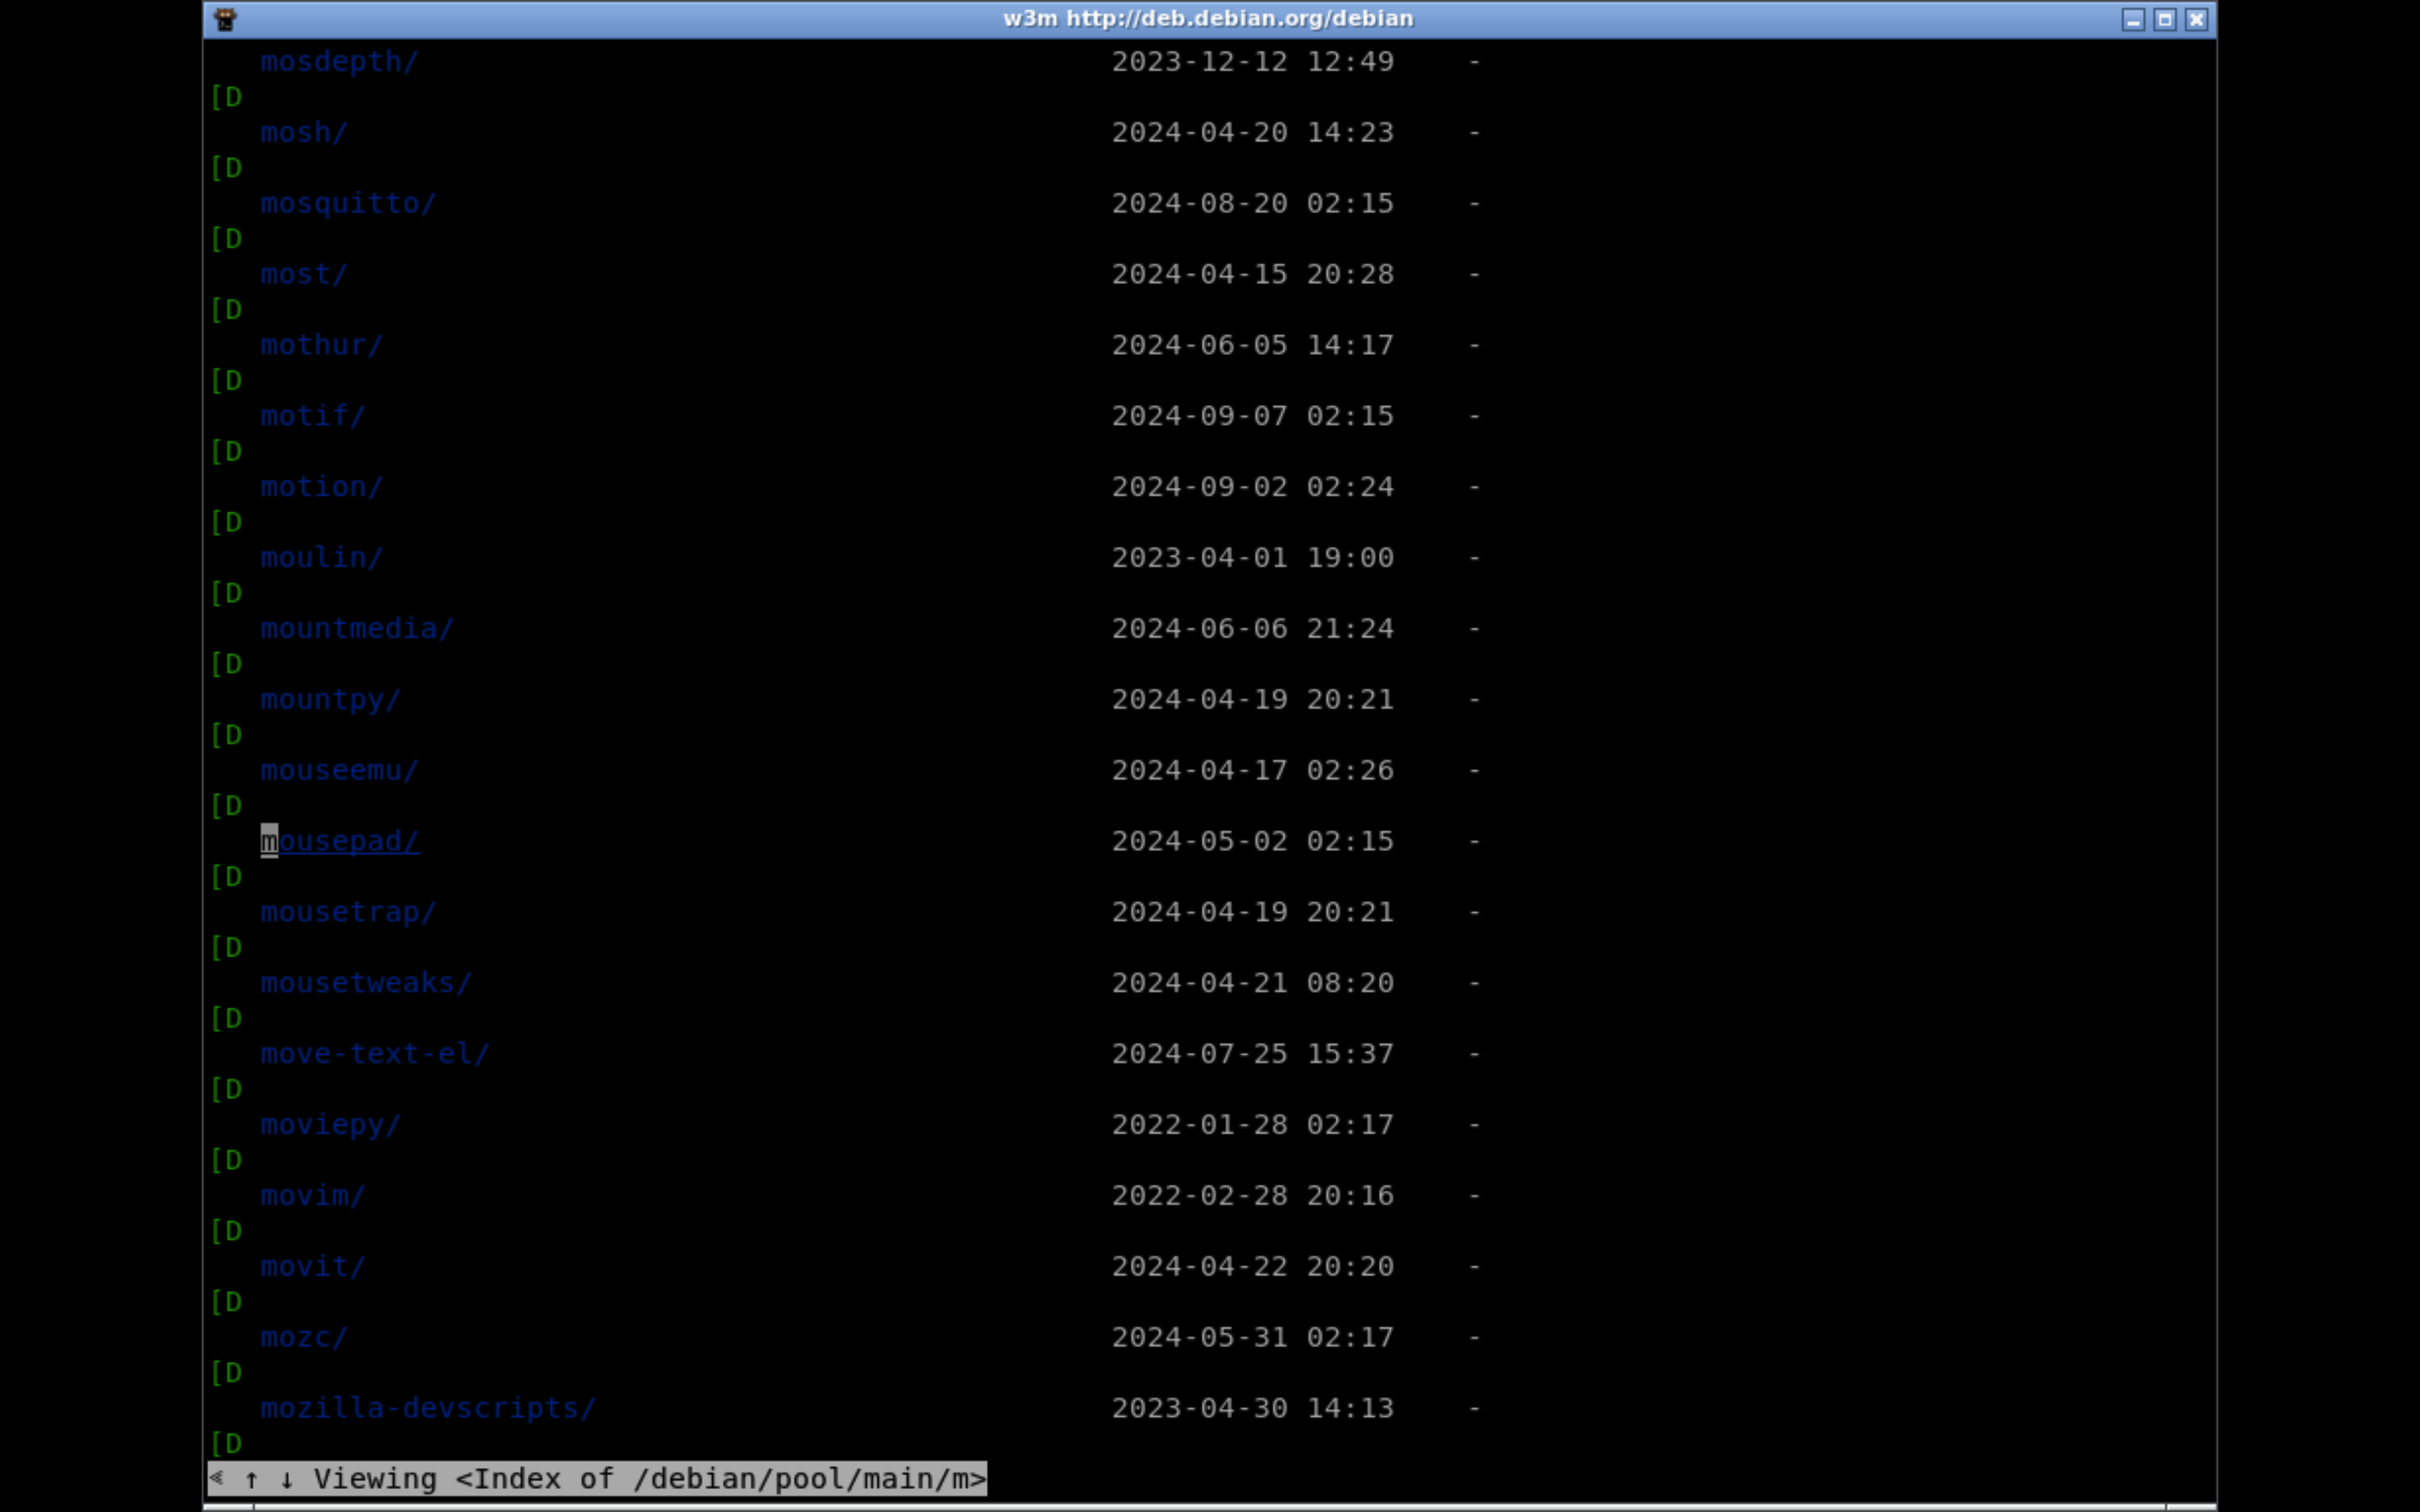 w3m http://deb.debian.org/debian
mosdepth/ 2023-12-12 12:49 -
[D
mosh/ 2024-04-20 14:23 -
[D
mosquitto/ 2024-08-20 02:15 -
[D
most/ 2024-04-15 20:28 -
[D
mothur/ 2024-06-05 14:17 -
[D
motif/ 2024-09-07 02:15 -
[D
motion/ 2024-09-02 02:24 -
[D
moulin/ 2023-04-01 19:00 -
[D
mountmedia/ 2024-06-06 21:24 -
[D
mountpy/ 2024-04-19 20:21 -
[D
mouseemu/ 2024-04-17 02:26 -
[D
mousepad/ 2024-05-02 02:15 -
[D
mousetrap/ 2024-04-19 20:21 -
[D
mousetweaks/ 2024-04-21 08:20 -
[D
move-text-el/ 2024-07-25 15:37 -
[D
moviepy/ 2022-01-28 02:17 -
[D
movim/ 2022-02-28 20:16 -
[D
movit/ 2024-04-22 20:20 -
[D
mozc/ 2024-05-31 02:17 -
[D
mozilla-devscripts/ 2023-04-30 14:13 -
[D
⩤ ↑ ↓ Viewing <Index of /debian/pool/main/m>